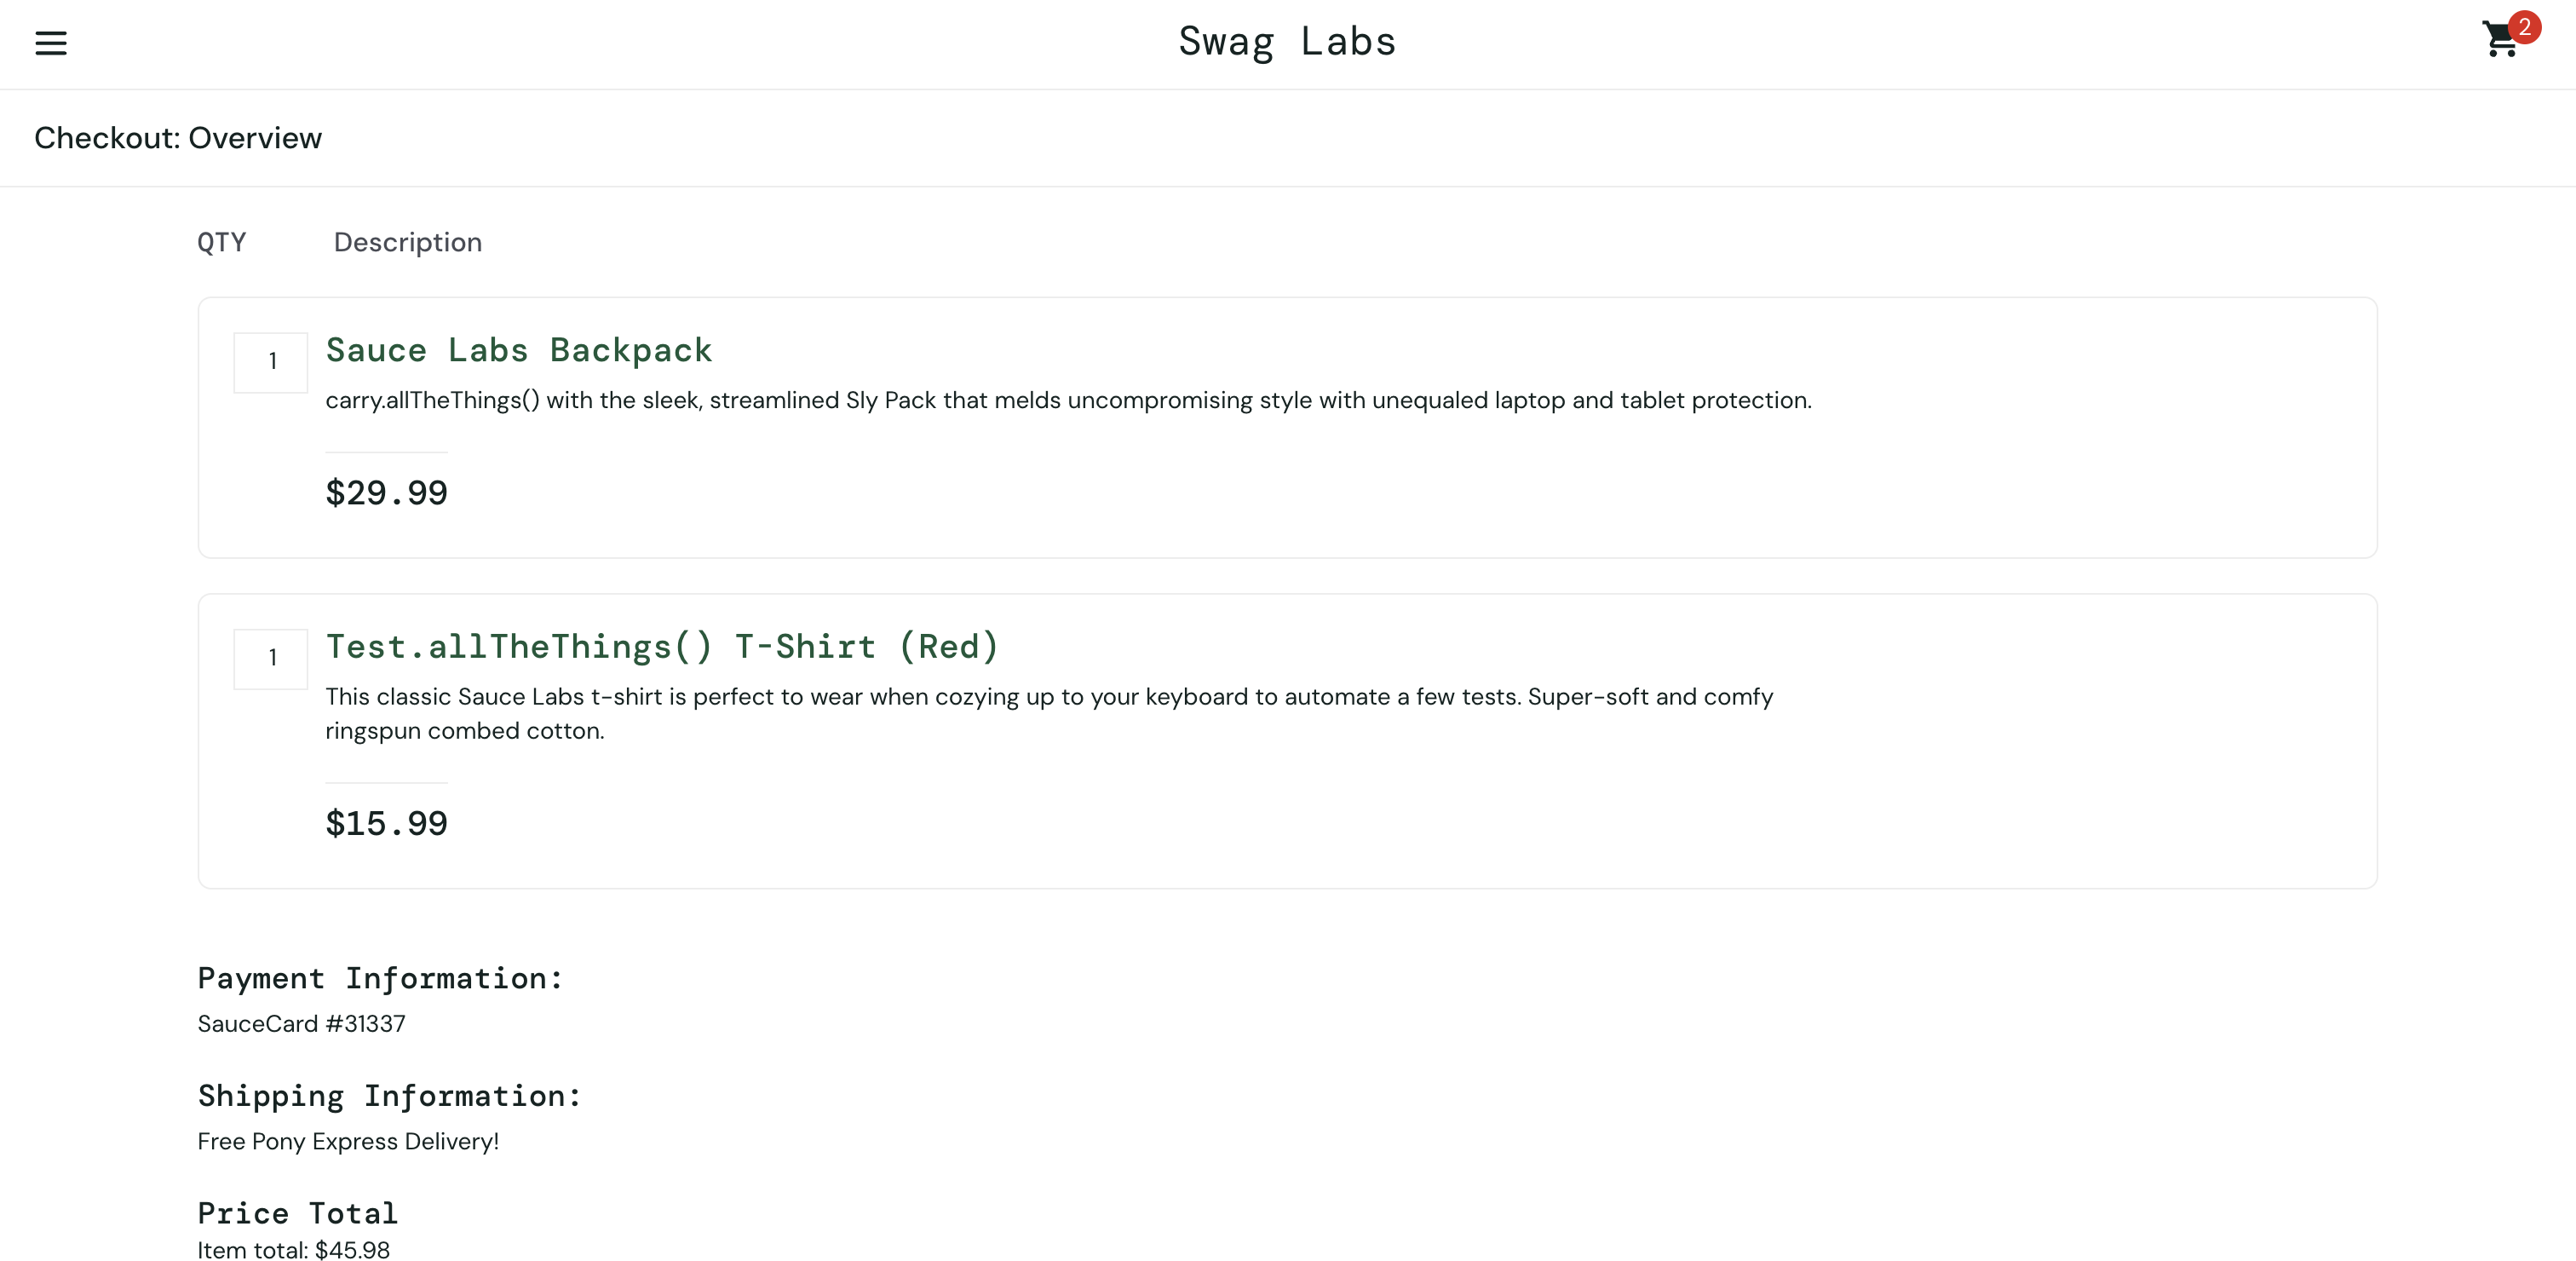 Swag Labs
2
Checkout: Overview
QTY Description
1
Sauce Labs Backpack
carry.allTheThings() with the sleek, streamlined Sly Pack that melds uncompromising style with unequaled laptop and tablet protection.
$29.99
1
Test.allTheThings() T-Shirt (Red)
This classic Sauce Labs t-shirt is perfect to wear when cozying up to your keyboard to automate a few tests. Super-soft and comfy
ringspun combed cotton.
$15.99
Payment Information:
SauceCard #31337
Shipping Information:
Free Pony Express Delivery!
Price Total
Item total: $45.98